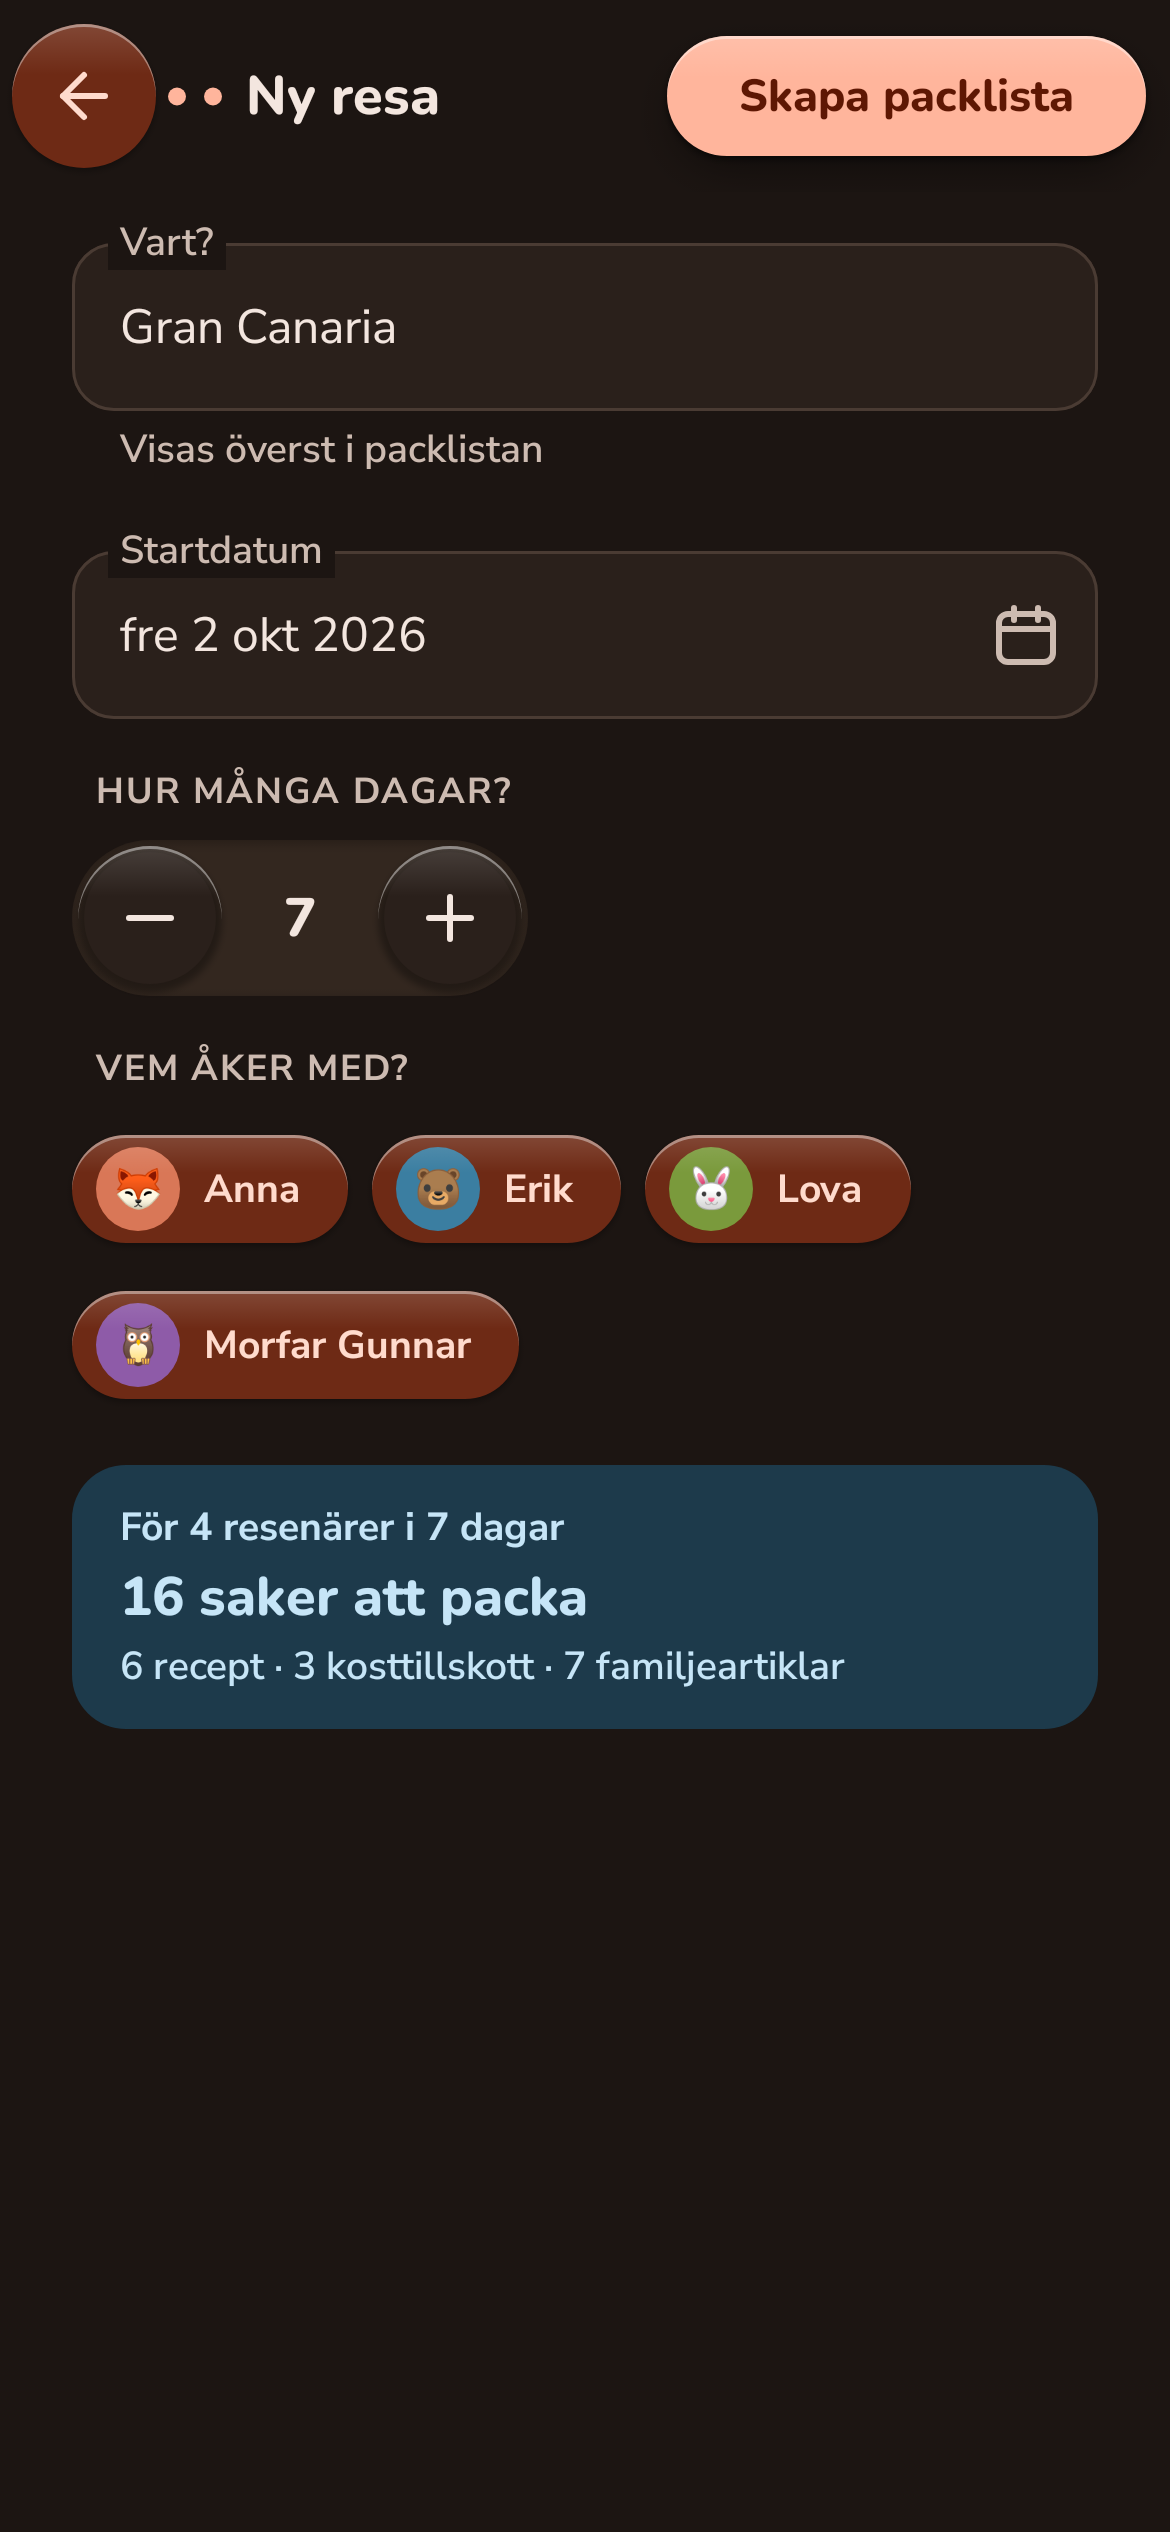 Ny resa
Skapa packlista
Vart?
Gran Canaria
Visas överst i packlistan
Startdatum
fre 2 okt 2026
HUR MÅNGA DAGAR?
7
VEM ÅKER MED?
Anna
Erik
Lova
Morfar Gunnar
För 4 resenärer i 7 dagar
16 saker att packa
6 recept · 3 kosttillskott · 7 familjeartiklar